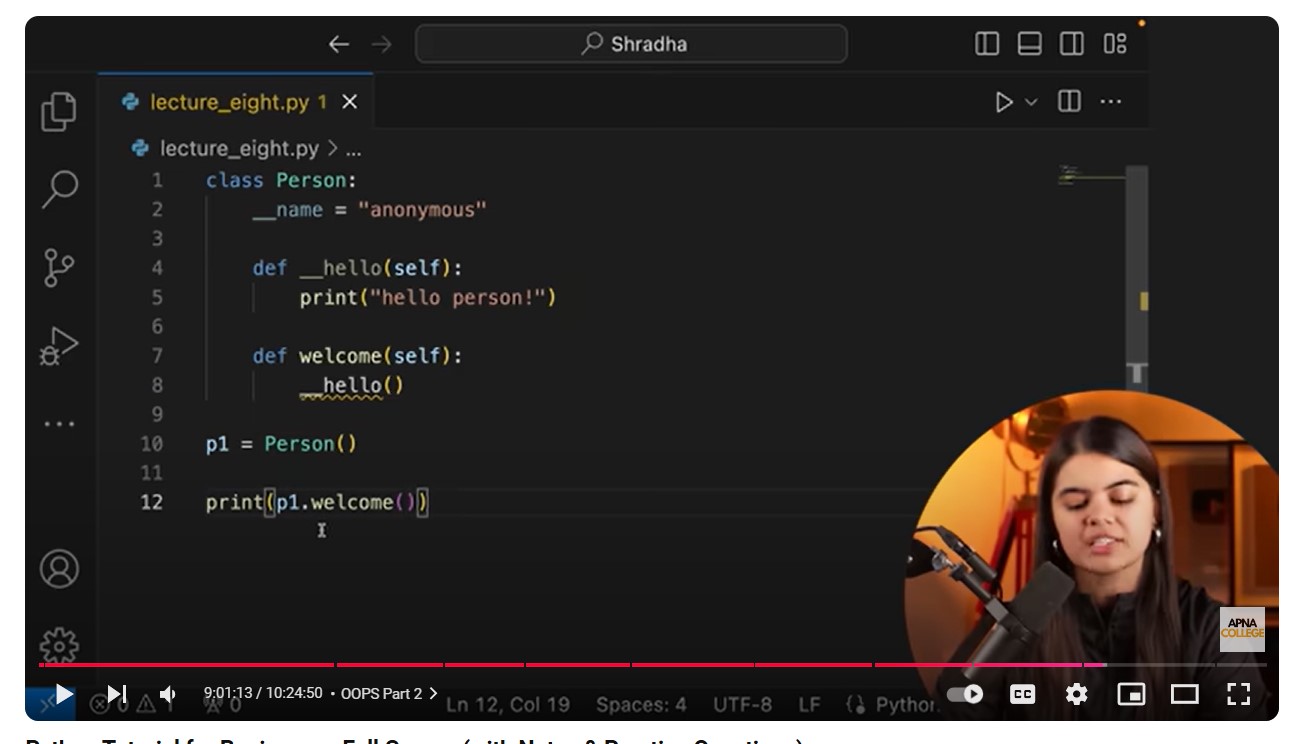 Shradha
lecture_eight.py 1
lecture_eight.py > ...
1 class Person:
2 __name = "anonymous"
3
4 def __hello(self):
5 print("hello person!")
6
7 def welcome(self):
8 __hello()
9
10 p1 = Person()
11
12 print(p1.welcome())
APNA
COLLEGE
9:01:13 / 10:24:50 • OOPS Part 2 >
Ln 12, Col 19 Spaces: 4 UTF-8 LF Python
CC